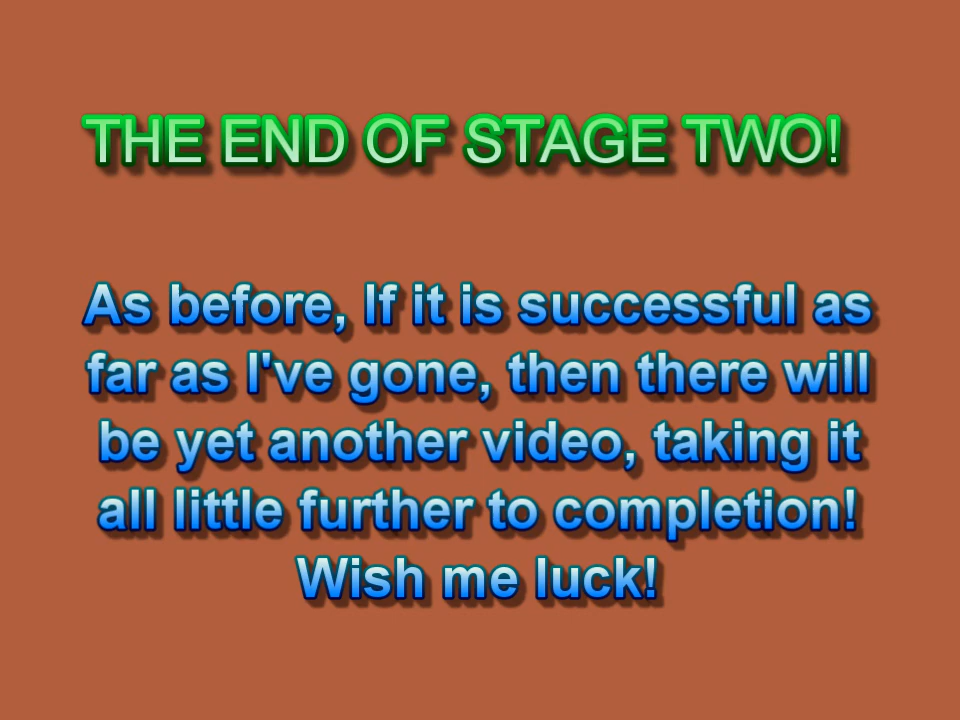 THE END OF STAGE TWO!
As before, If it is successful as
far as I've gone, then there will
be yet another video, taking it
all little further to completion!
Wish me luck!